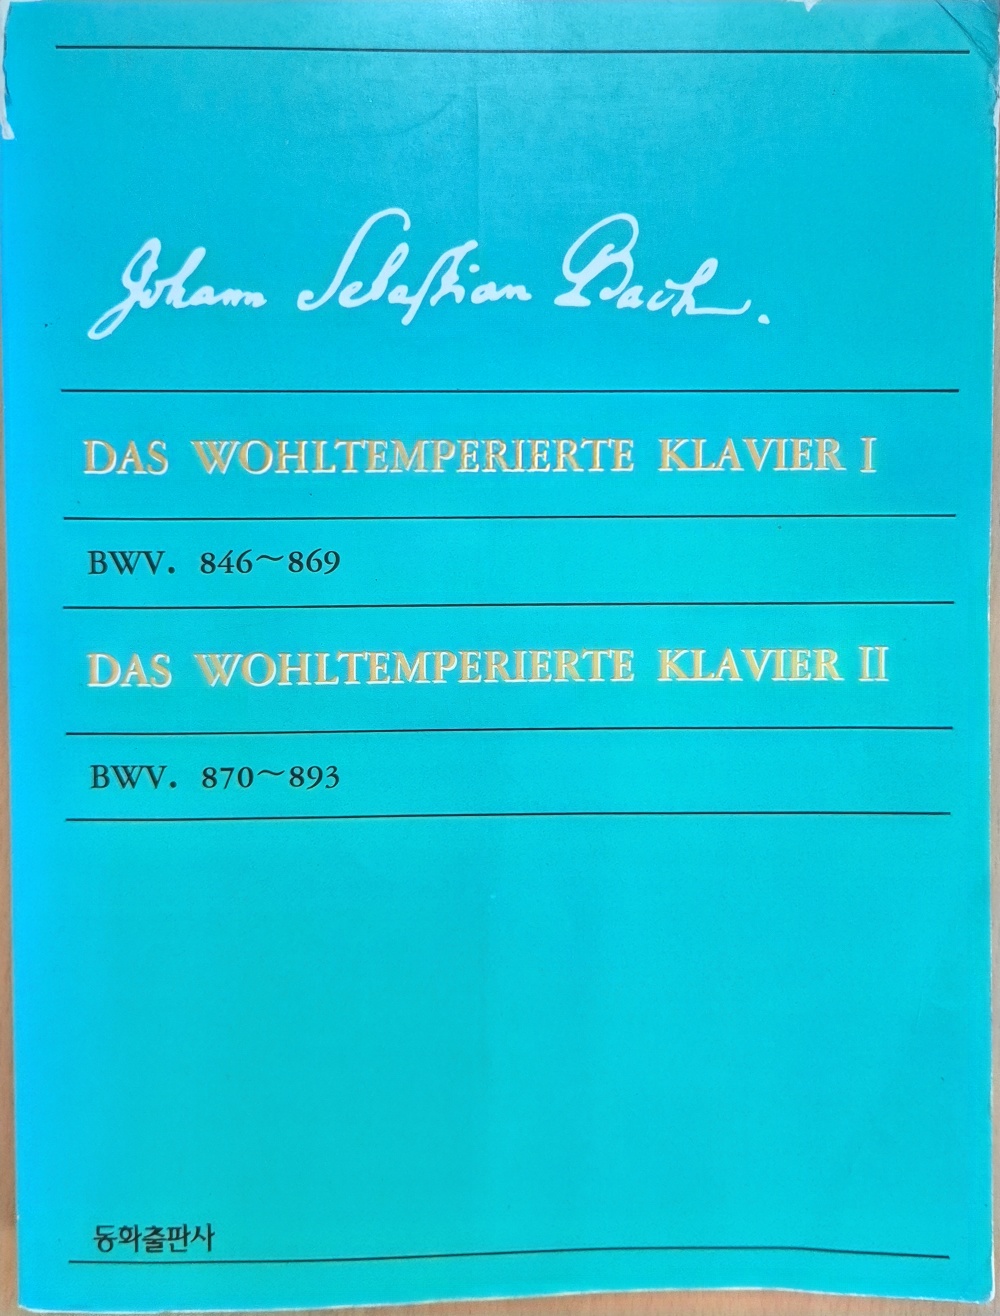 Johann Sebastian Bach.
DAS WOHLTEMPERIERTE KLAVIER I
BWV. 846~869
DAS WOHLTEMPERIERTE KLAVIER II
BWV. 870~893
동화출판사